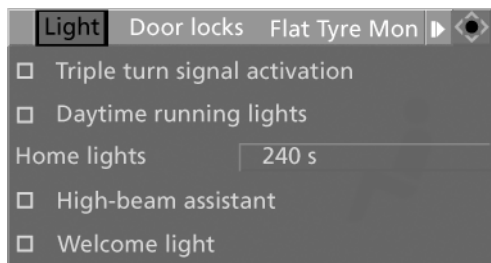 Light Door locks Flat Tyre Mon
Triple turn signal activation
Daytime running lights
Home lights 240 s
High-beam assistant
Welcome light